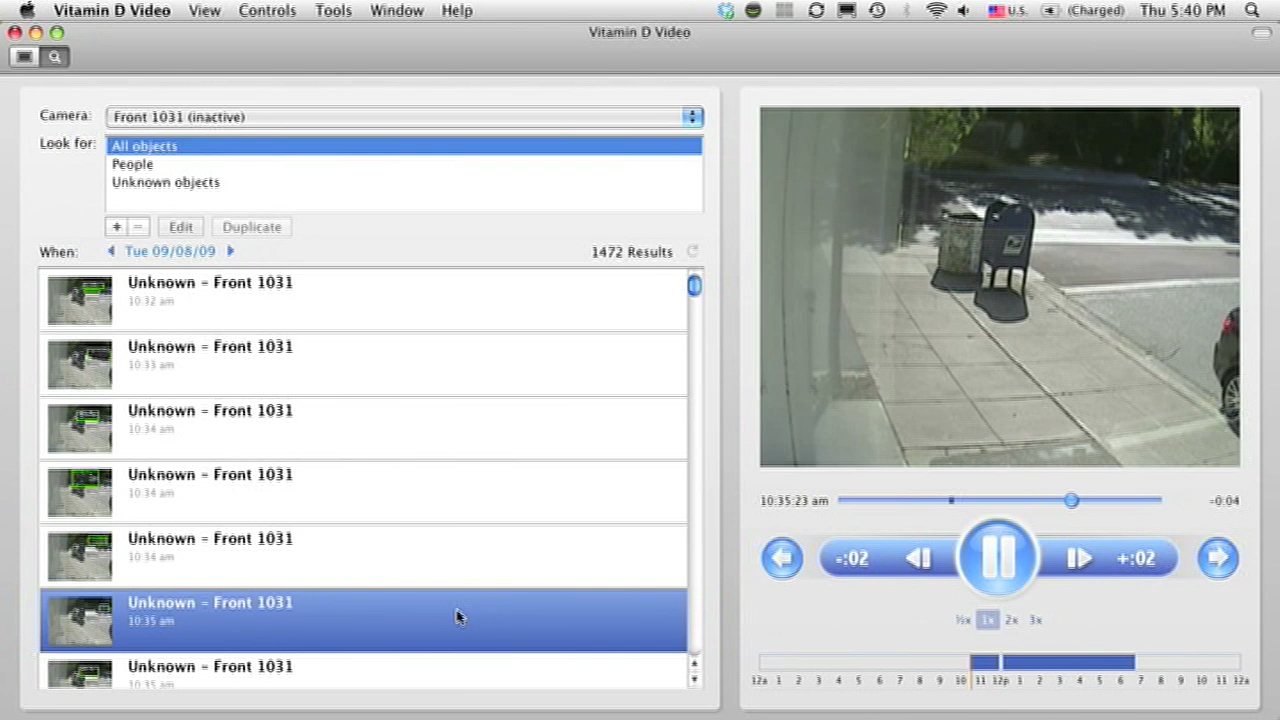 Vitamin D Video View Controls Tools Window Help U.S. (Charged) Thu 5:40 PM
Vitamin D Video
Camera: Front 1031 (inactive)
Look for: All objects
People
Unknown objects
+ − Edit Duplicate
When: Tue 09/08/09 1472 Results
Unknown – Front 1031
10:32 am
Unknown – Front 1031
10:33 am
Unknown – Front 1031
10:34 am
Unknown – Front 1031
10:34 am
Unknown – Front 1031
10:34 am
Unknown – Front 1031
10:35 am
Unknown – Front 1031
10:35 am
10:35:23 am -0:04
-:02 +:02
½x 1x 2x 3x
12a 1 2 3 4 5 6 7 8 9 10 11 12p 1 2 3 4 5 6 7 8 9 10 11 12a